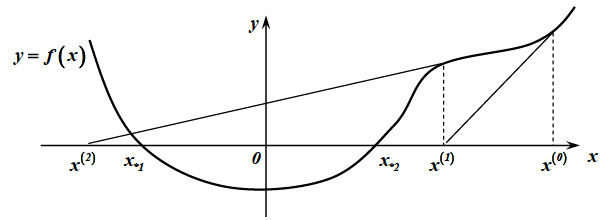 y
y = f(x)
x⁽²⁾ x*1 0 x*2 x⁽¹⁾ x⁽⁰⁾ x